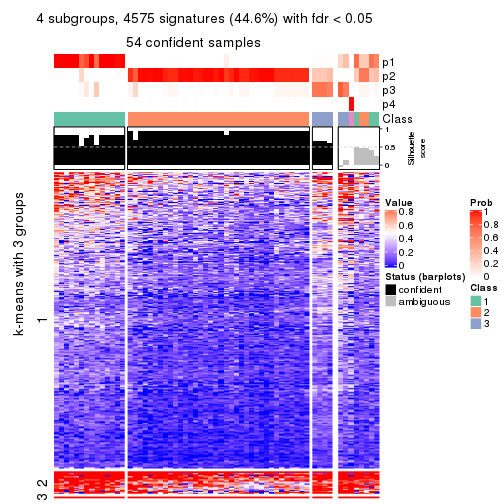 4 subgroups, 4575 signatures (44.6%) with fdr < 0.05
54 confident samples
p1
p2
p3
p4
Class
1
0.5
0
Silhouette
score
k-means with 3 groups
1
2
3
Value
0.8
0.6
0.4
0.2
0
Status (barplots)
confident
ambiguous
Prob
1
0.8
0.6
0.4
0.2
0
Class
1
2
3